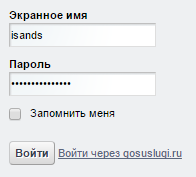 Экранное имя
isands
Пароль
•••••••••••••••
Запомнить меня
Войти Войти через gosuslugi.ru